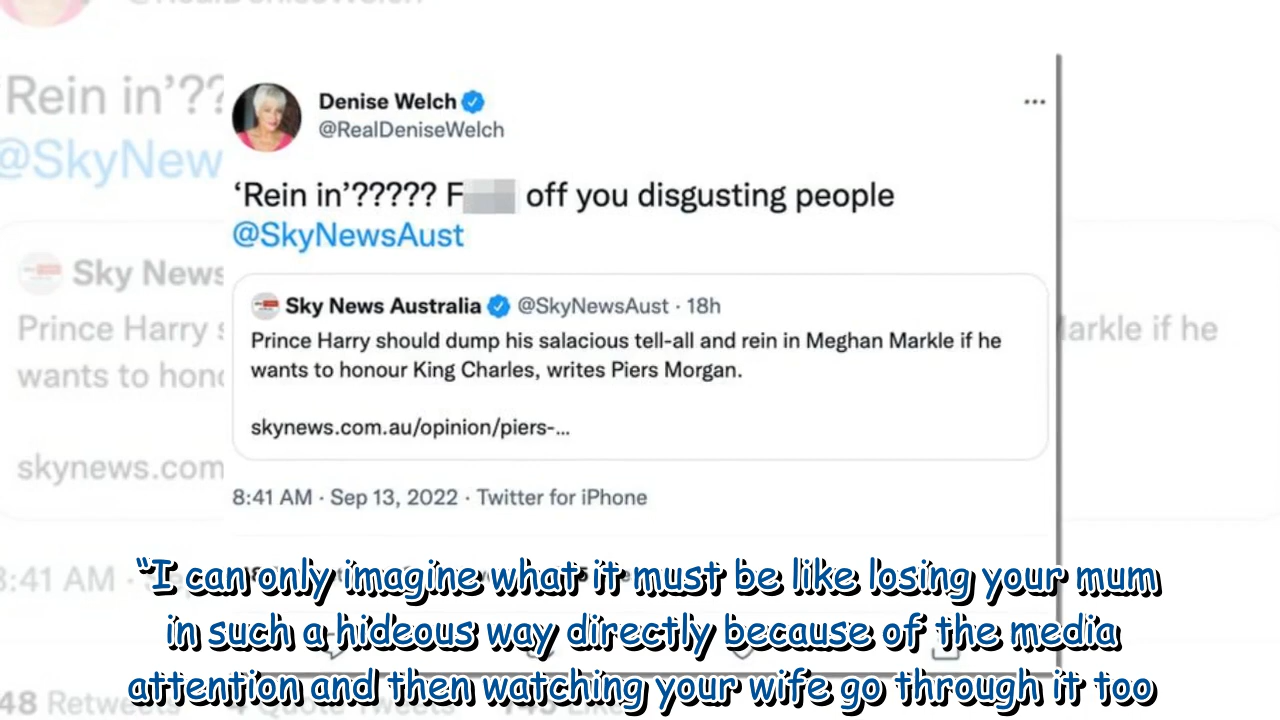 Denise Welch
@RealDeniseWelch
‘Rein in’????? F off you disgusting people
@SkyNewsAust
Sky News Australia @SkyNewsAust · 18h
Prince Harry should dump his salacious tell-all and rein in Meghan Markle if he
wants to honour King Charles, writes Piers Morgan.
skynews.com.au/opinion/piers-...
8:41 AM · Sep 13, 2022 · Twitter for iPhone
“I can only imagine what it must be like losing your mum
in such a hideous way directly because of the media
attention and then watching your wife go through it too
‘Rein in’??
@SkyNew
Sky News
Prince Harry
wants to
skynews.com
arkle if he
8:41 AM ·
48 Retweets